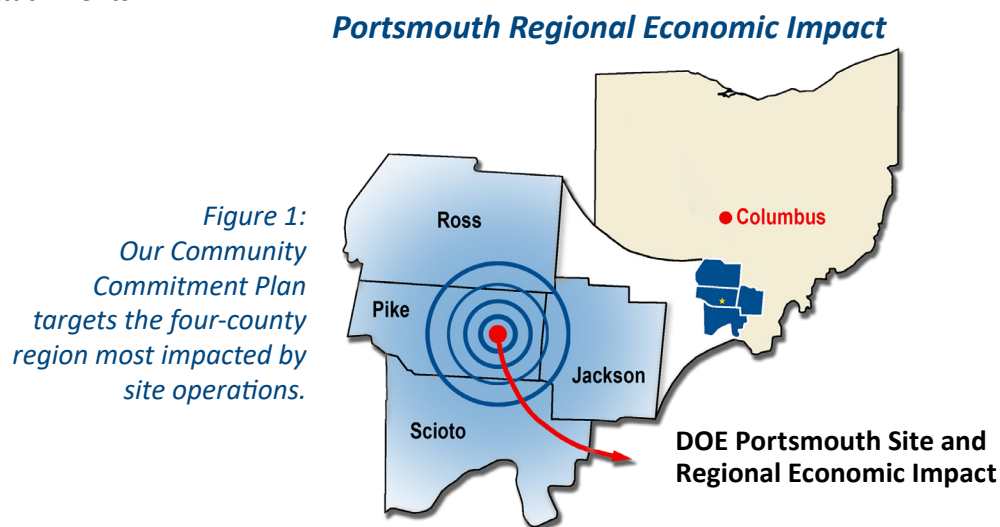 Portsmouth Regional Economic Impact
Columbus
Ross
Figure 1:
Our Community
Commitment Plan
targets the four-county
region most impacted by
site operations.
Pike
Jackson
Scioto
DOE Portsmouth Site and
Regional Economic Impact